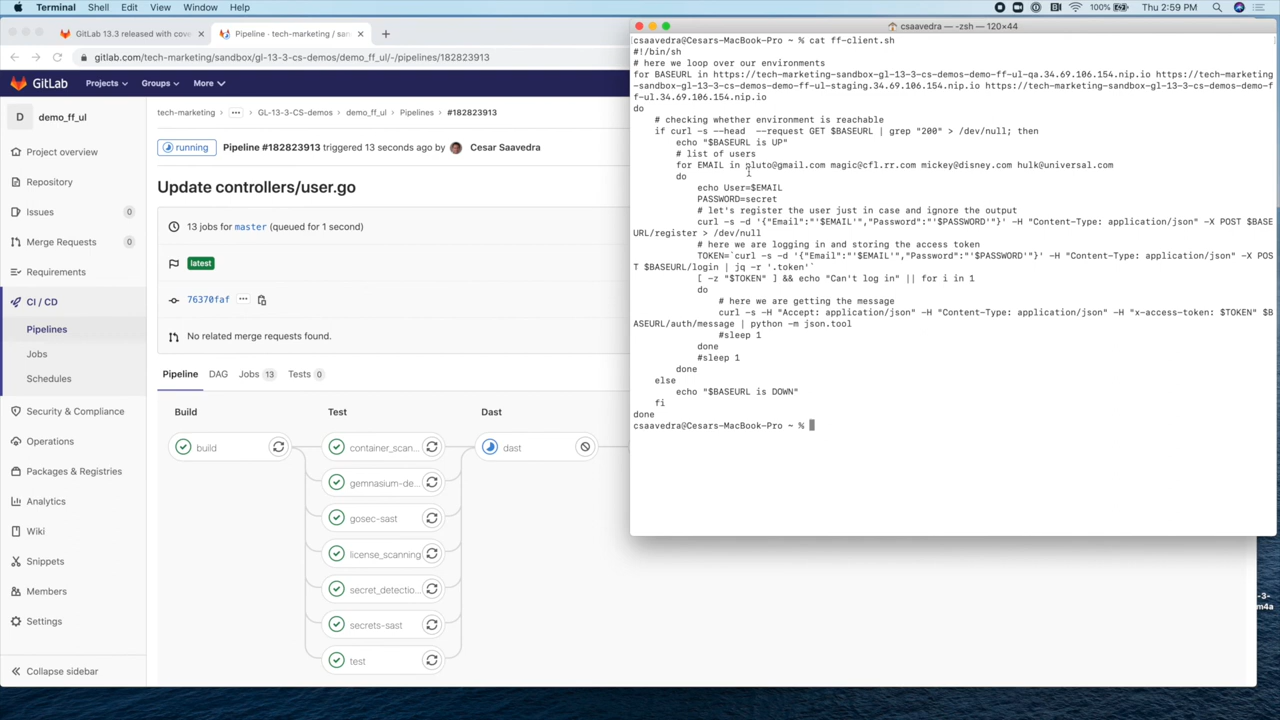 Terminal Shell Edit View Window Help
100% Thu 2:59 PM
GitLab 13.3 released with cove
Pipeline · tech-marketing / san
gitlab.com/tech-marketing/sandbox/gl-13-3-cs-demos/demo_ff_ul/-/pipelines/182823913
GitLab Projects Groups More
D demo_ff_ul
Project overview
Repository
Issues 0
Merge Requests 0
Requirements
CI / CD
Pipelines
Jobs
Schedules
Security & Compliance
Operations
Packages & Registries
Analytics
Wiki
Snippets
Members
Settings
Collapse sidebar
tech-marketing > ... > GL-13-3-CS-demos > demo_ff_ul > Pipelines > #182823913
running Pipeline #182823913 triggered 13 seconds ago by Cesar Saavedra
Update controllers/user.go
13 jobs for master (queued for 1 second)
latest
76370faf ...
No related merge requests found.
Pipeline DAG Jobs 13 Tests 0
Build Test Dast
build
container_scan...
gemnasium-de...
gosec-sast
license_scanning
secret_detectio...
secrets-sast
test
dast
csaavedra — -zsh — 120×44
csaavedra@Cesars-MacBook-Pro ~ % cat ff-client.sh
#!/bin/sh
# here we loop over our environments
for BASEURL in https://tech-marketing-sandbox-gl-13-3-cs-demos-demo-ff-ul-qa.34.69.106.154.nip.io https://tech-marketing
-sandbox-gl-13-3-cs-demos-demo-ff-ul-staging.34.69.106.154.nip.io https://tech-marketing-sandbox-gl-13-3-cs-demos-demo-f
f-ul.34.69.106.154.nip.io
do
# checking whether environment is reachable
if curl -s --head --request GET $BASEURL | grep "200" > /dev/null; then
echo "$BASEURL is UP"
# list of users
for EMAIL in pluto@gmail.com magic@cfl.rr.com mickey@disney.com hulk@universal.com
do
echo User=$EMAIL
PASSWORD=secret
# let's register the user just in case and ignore the output
curl -s -d '{"Email":"'$EMAIL'","Password":"'$PASSWORD'"}' -H "Content-Type: application/json" -X POST $BASE
URL/register > /dev/null
# here we are logging in and storing the access token
TOKEN=`curl -s -d '{"Email":"'$EMAIL'","Password":"'$PASSWORD'"}' -H "Content-Type: application/json" -X POS
T $BASEURL/login | jq -r '.token'`
[ -z "$TOKEN" ] && echo "Can't log in" || for i in 1
do
# here we are getting the message
curl -s -H "Accept: application/json" -H "Content-Type: application/json" -H "x-access-token: $TOKEN" $B
ASEURL/auth/message | python -m json.tool
#sleep 1
done
#sleep 1
done
else
echo "$BASEURL is DOWN"
fi
done
csaavedra@Cesars-MacBook-Pro ~ %
-3-
m4a